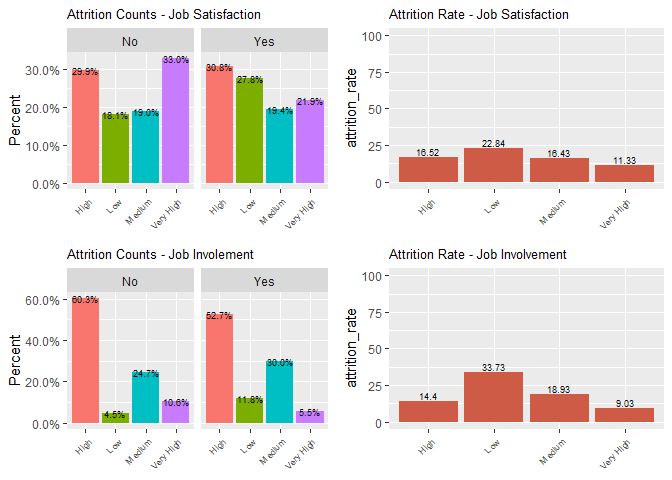 Attrition Counts - Job Satisfaction
No
Yes
Percent
30.0%
20.0%
10.0%
0.0%
29.9%
18.1%
19.0%
33.0%
30.8%
27.8%
19.4%
21.9%
High
Low
Medium
Very High
High
Low
Medium
Very High
Attrition Rate - Job Satisfaction
attrition_rate
100
75
50
25
0
16.52
22.84
16.43
11.33
High
Low
Medium
Very High
Attrition Counts - Job Involement
No
Yes
Percent
60.0%
40.0%
20.0%
0.0%
60.3%
4.5%
24.7%
10.6%
52.7%
11.8%
30.0%
5.5%
High
Low
Medium
Very High
High
Low
Medium
Very High
Attrition Rate - Job Involvement
attrition_rate
100
75
50
25
0
14.4
33.73
18.93
9.03
High
Low
Medium
Very High